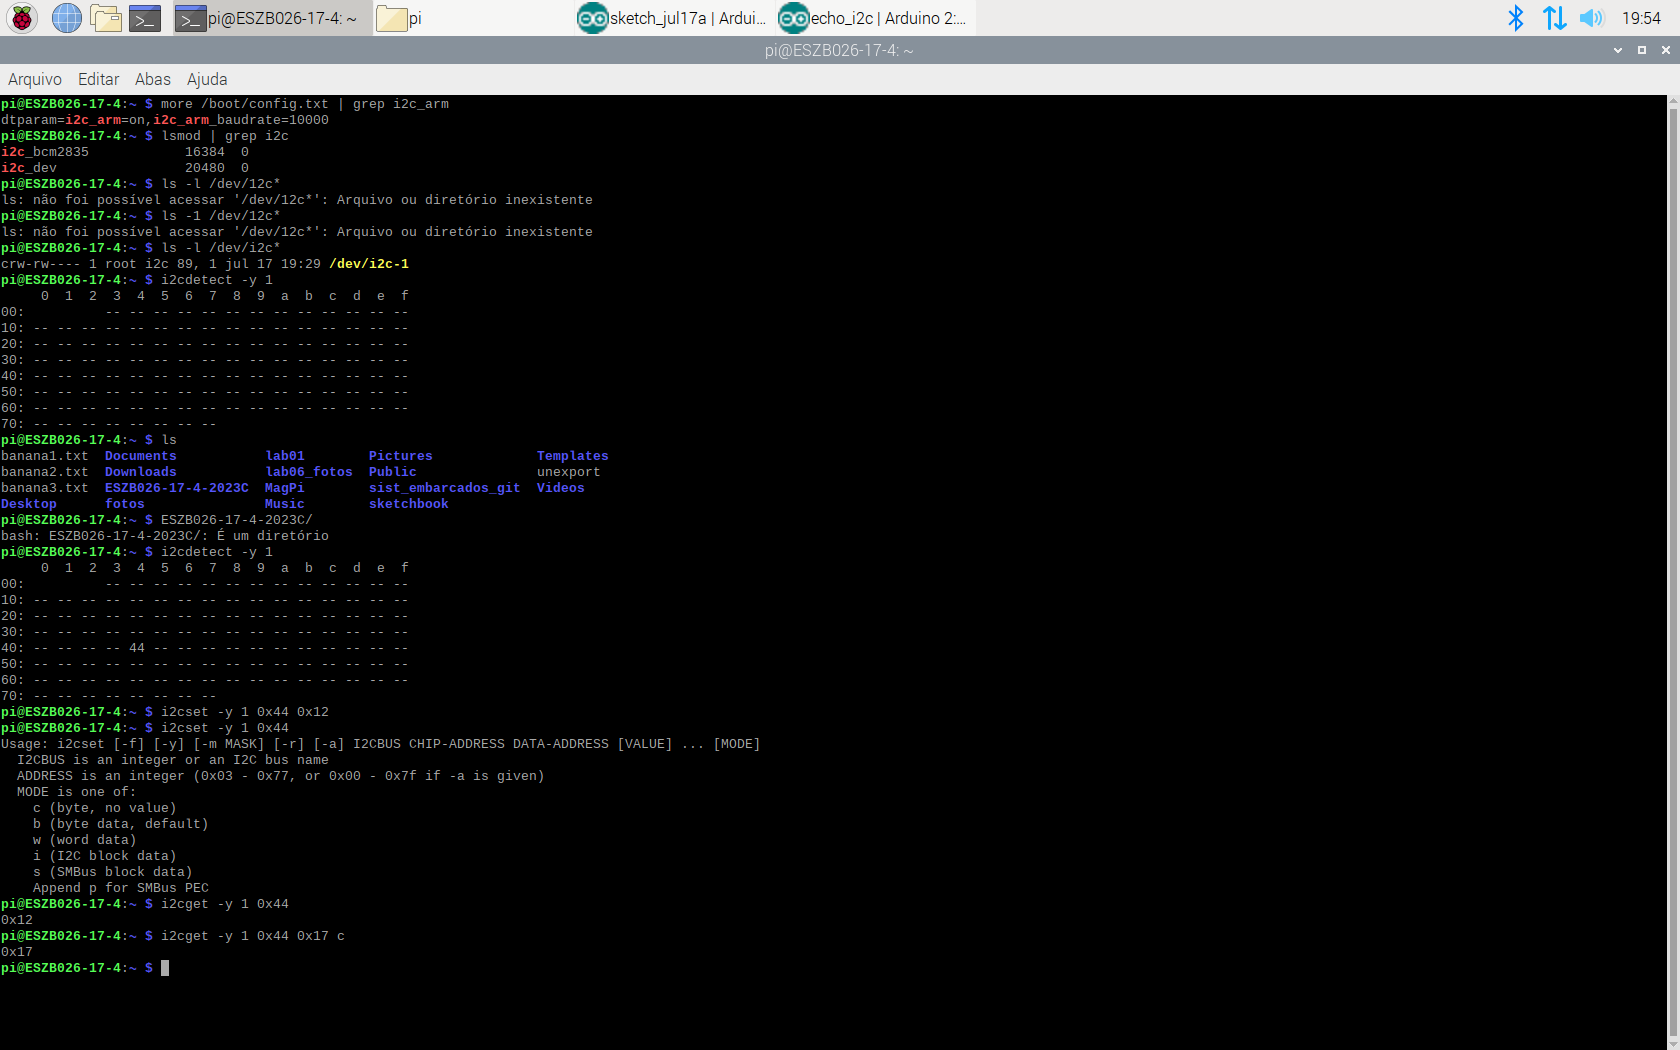 pi@ESZB026-17-4: ~ pi sketch_jul17a | Ardui... echo_i2c | Arduino 2:... 19:54
pi@ESZB026-17-4: ~
Arquivo Editar Abas Ajuda
pi@ESZB026-17-4:~ $ more /boot/config.txt | grep i2c_arm
dtparam=i2c_arm=on,i2c_arm_baudrate=10000
pi@ESZB026-17-4:~ $ lsmod | grep i2c
i2c_bcm2835            16384  0
i2c_dev                20480  0
pi@ESZB026-17-4:~ $ ls -l /dev/12c*
ls: não foi possível acessar '/dev/12c*': Arquivo ou diretório inexistente
pi@ESZB026-17-4:~ $ ls -1 /dev/12c*
ls: não foi possível acessar '/dev/12c*': Arquivo ou diretório inexistente
pi@ESZB026-17-4:~ $ ls -l /dev/i2c*
crw-rw---- 1 root i2c 89, 1 jul 17 19:29 /dev/i2c-1
pi@ESZB026-17-4:~ $ i2cdetect -y 1
     0  1  2  3  4  5  6  7  8  9  a  b  c  d  e  f
00:          -- -- -- -- -- -- -- -- -- -- -- -- --
10: -- -- -- -- -- -- -- -- -- -- -- -- -- -- -- --
20: -- -- -- -- -- -- -- -- -- -- -- -- -- -- -- --
30: -- -- -- -- -- -- -- -- -- -- -- -- -- -- -- --
40: -- -- -- -- -- -- -- -- -- -- -- -- -- -- -- --
50: -- -- -- -- -- -- -- -- -- -- -- -- -- -- -- --
60: -- -- -- -- -- -- -- -- -- -- -- -- -- -- -- --
70: -- -- -- -- -- -- -- --
pi@ESZB026-17-4:~ $ ls
banana1.txt  Documents           lab01        Pictures             Templates
banana2.txt  Downloads           lab06_fotos  Public               unexport
banana3.txt  ESZB026-17-4-2023C  MagPi        sist_embarcados_git  Videos
Desktop      fotos               Music        sketchbook
pi@ESZB026-17-4:~ $ ESZB026-17-4-2023C/
bash: ESZB026-17-4-2023C/: É um diretório
pi@ESZB026-17-4:~ $ i2cdetect -y 1
     0  1  2  3  4  5  6  7  8  9  a  b  c  d  e  f
00:          -- -- -- -- -- -- -- -- -- -- -- -- --
10: -- -- -- -- -- -- -- -- -- -- -- -- -- -- -- --
20: -- -- -- -- -- -- -- -- -- -- -- -- -- -- -- --
30: -- -- -- -- -- -- -- -- -- -- -- -- -- -- -- --
40: -- -- -- -- 44 -- -- -- -- -- -- -- -- -- -- --
50: -- -- -- -- -- -- -- -- -- -- -- -- -- -- -- --
60: -- -- -- -- -- -- -- -- -- -- -- -- -- -- -- --
70: -- -- -- -- -- -- -- --
pi@ESZB026-17-4:~ $ i2cset -y 1 0x44 0x12
pi@ESZB026-17-4:~ $ i2cset -y 1 0x44
Usage: i2cset [-f] [-y] [-m MASK] [-r] [-a] I2CBUS CHIP-ADDRESS DATA-ADDRESS [VALUE] ... [MODE]
  I2CBUS is an integer or an I2C bus name
  ADDRESS is an integer (0x03 - 0x77, or 0x00 - 0x7f if -a is given)
  MODE is one of:
    c (byte, no value)
    b (byte data, default)
    w (word data)
    i (I2C block data)
    s (SMBus block data)
    Append p for SMBus PEC
pi@ESZB026-17-4:~ $ i2cget -y 1 0x44
0x12
pi@ESZB026-17-4:~ $ i2cget -y 1 0x44 0x17 c
0x17
pi@ESZB026-17-4:~ $